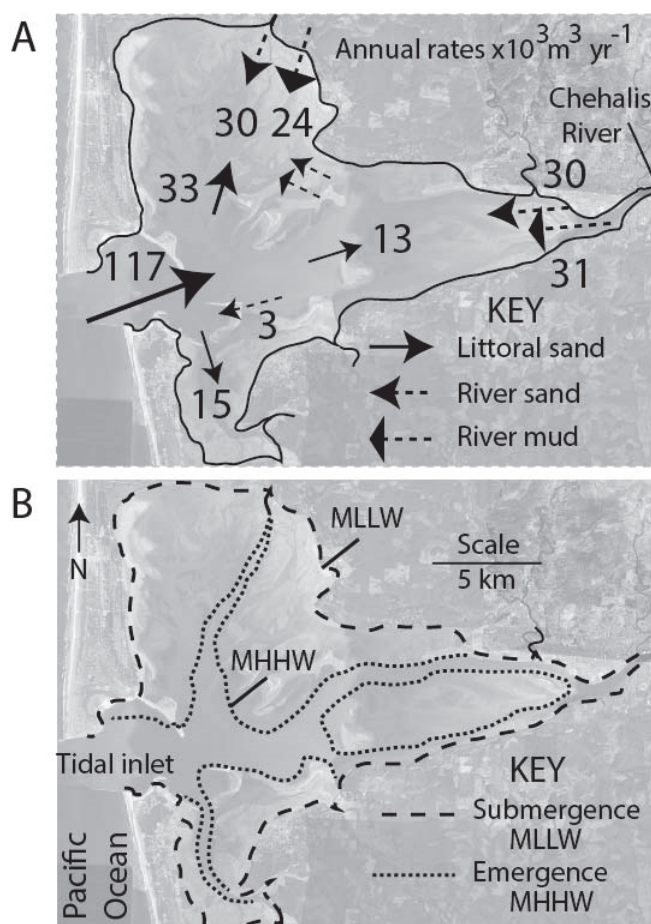 A
Annual rates x10³m³ yr⁻¹
Chehalis
River
30 24
30
33
13
117
31
3
15
KEY
Littoral sand
River sand
River mud
B
N
MLLW
Scale
5 km
MHHW
Tidal inlet
Pacific
Ocean
KEY
Submergence
MLLW
Emergence
MHHW